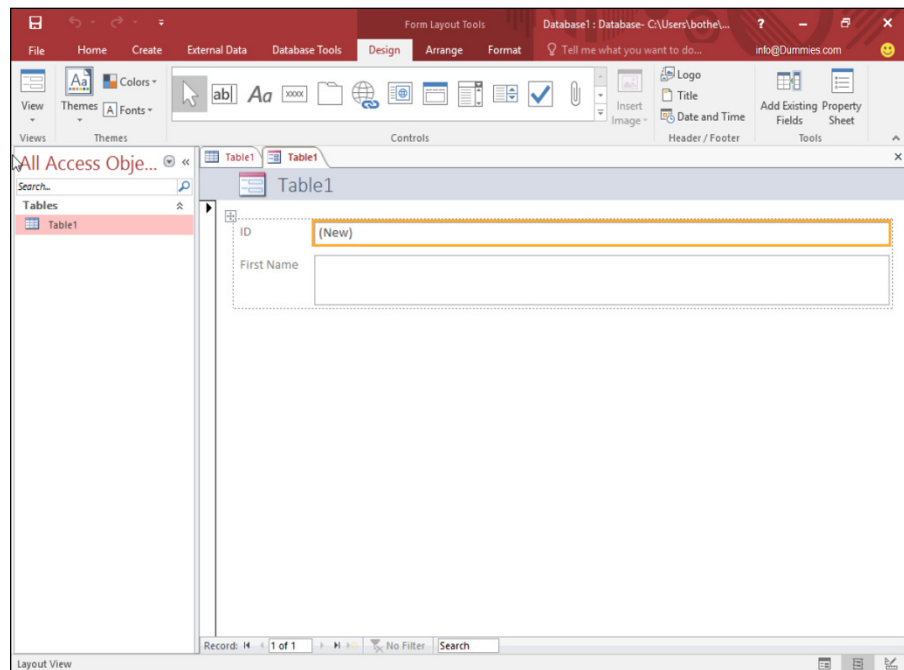 Form Layout Tools
Database1 : Database- C:\Users\bothe\...
?
File Home Create External Data Database Tools Design Arrange Format Tell me what you want to do... info@Dummies.com
View
Views
Aa
Themes
Colors
A Fonts
Themes
ab Aa xxxx
Insert Image
Controls
Logo
Title
Date and Time
Header / Footer
Add Existing Fields
Property Sheet
Tools
All Access Obje...
Search...
Tables
Table1
Table1 Table1
Table1
ID (New)
First Name
Record: 1 of 1 No Filter Search
Layout View